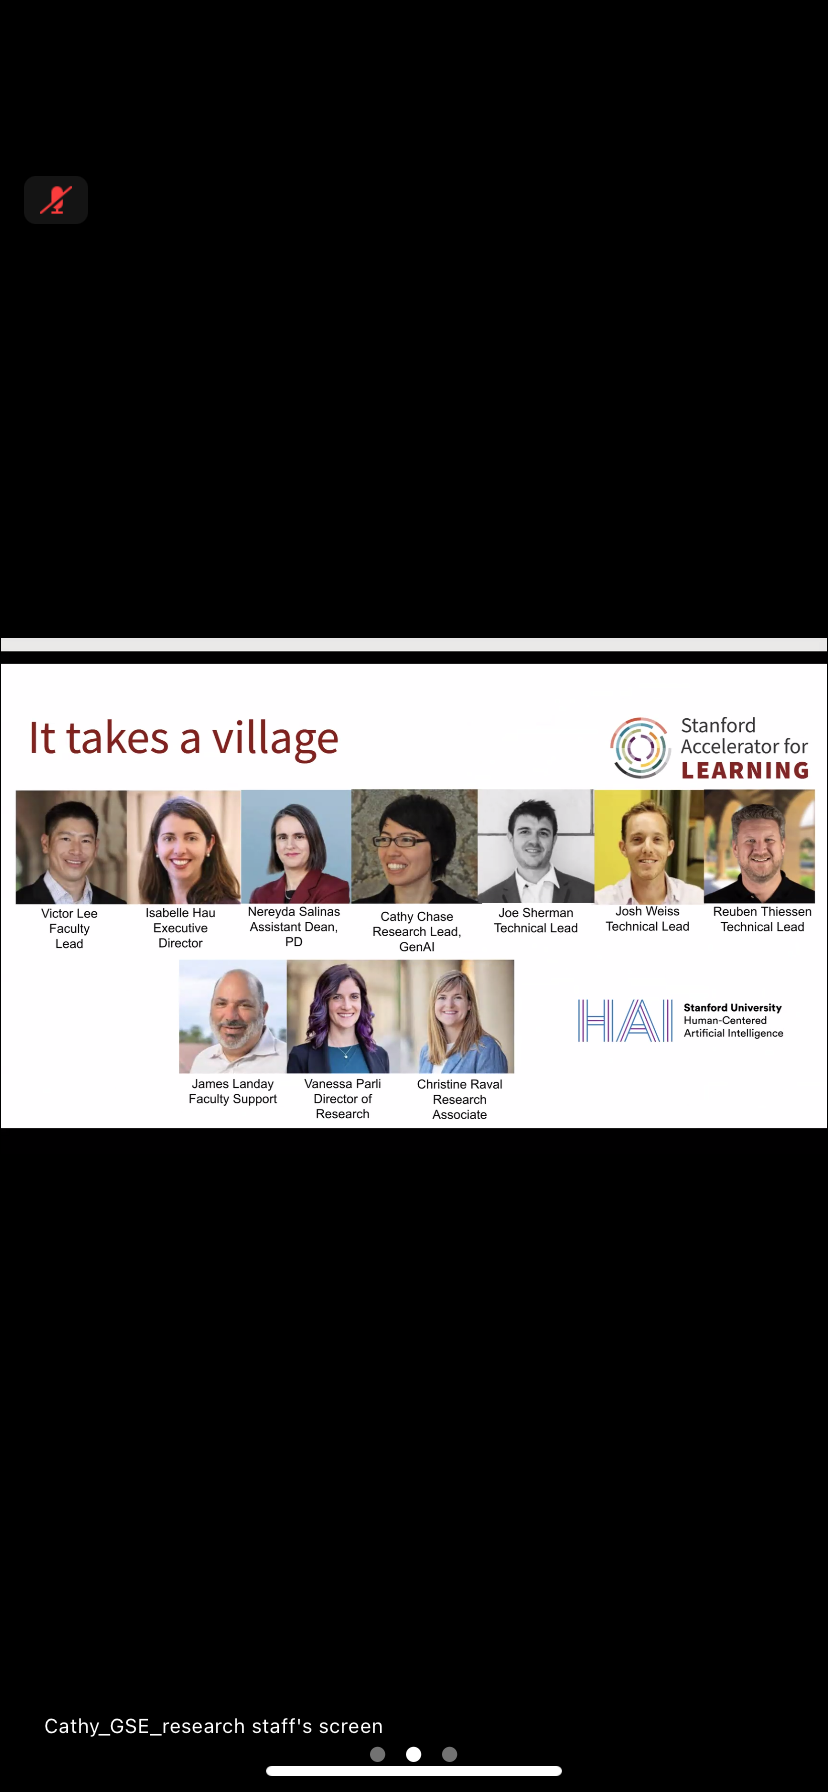 It takes a village
Stanford
Accelerator for
LEARNING
Victor Lee
Faculty
Lead
Isabelle Hau
Executive
Director
Nereyda Salinas
Assistant Dean,
PD
Cathy Chase
Research Lead,
GenAI
Joe Sherman
Technical Lead
Josh Weiss
Technical Lead
Reuben Thiessen
Technical Lead
James Landay
Faculty Support
Vanessa Parli
Director of
Research
Christine Raval
Research
Associate
HAI
Stanford University
Human-Centered
Artificial Intelligence
Cathy_GSE_research staff's screen